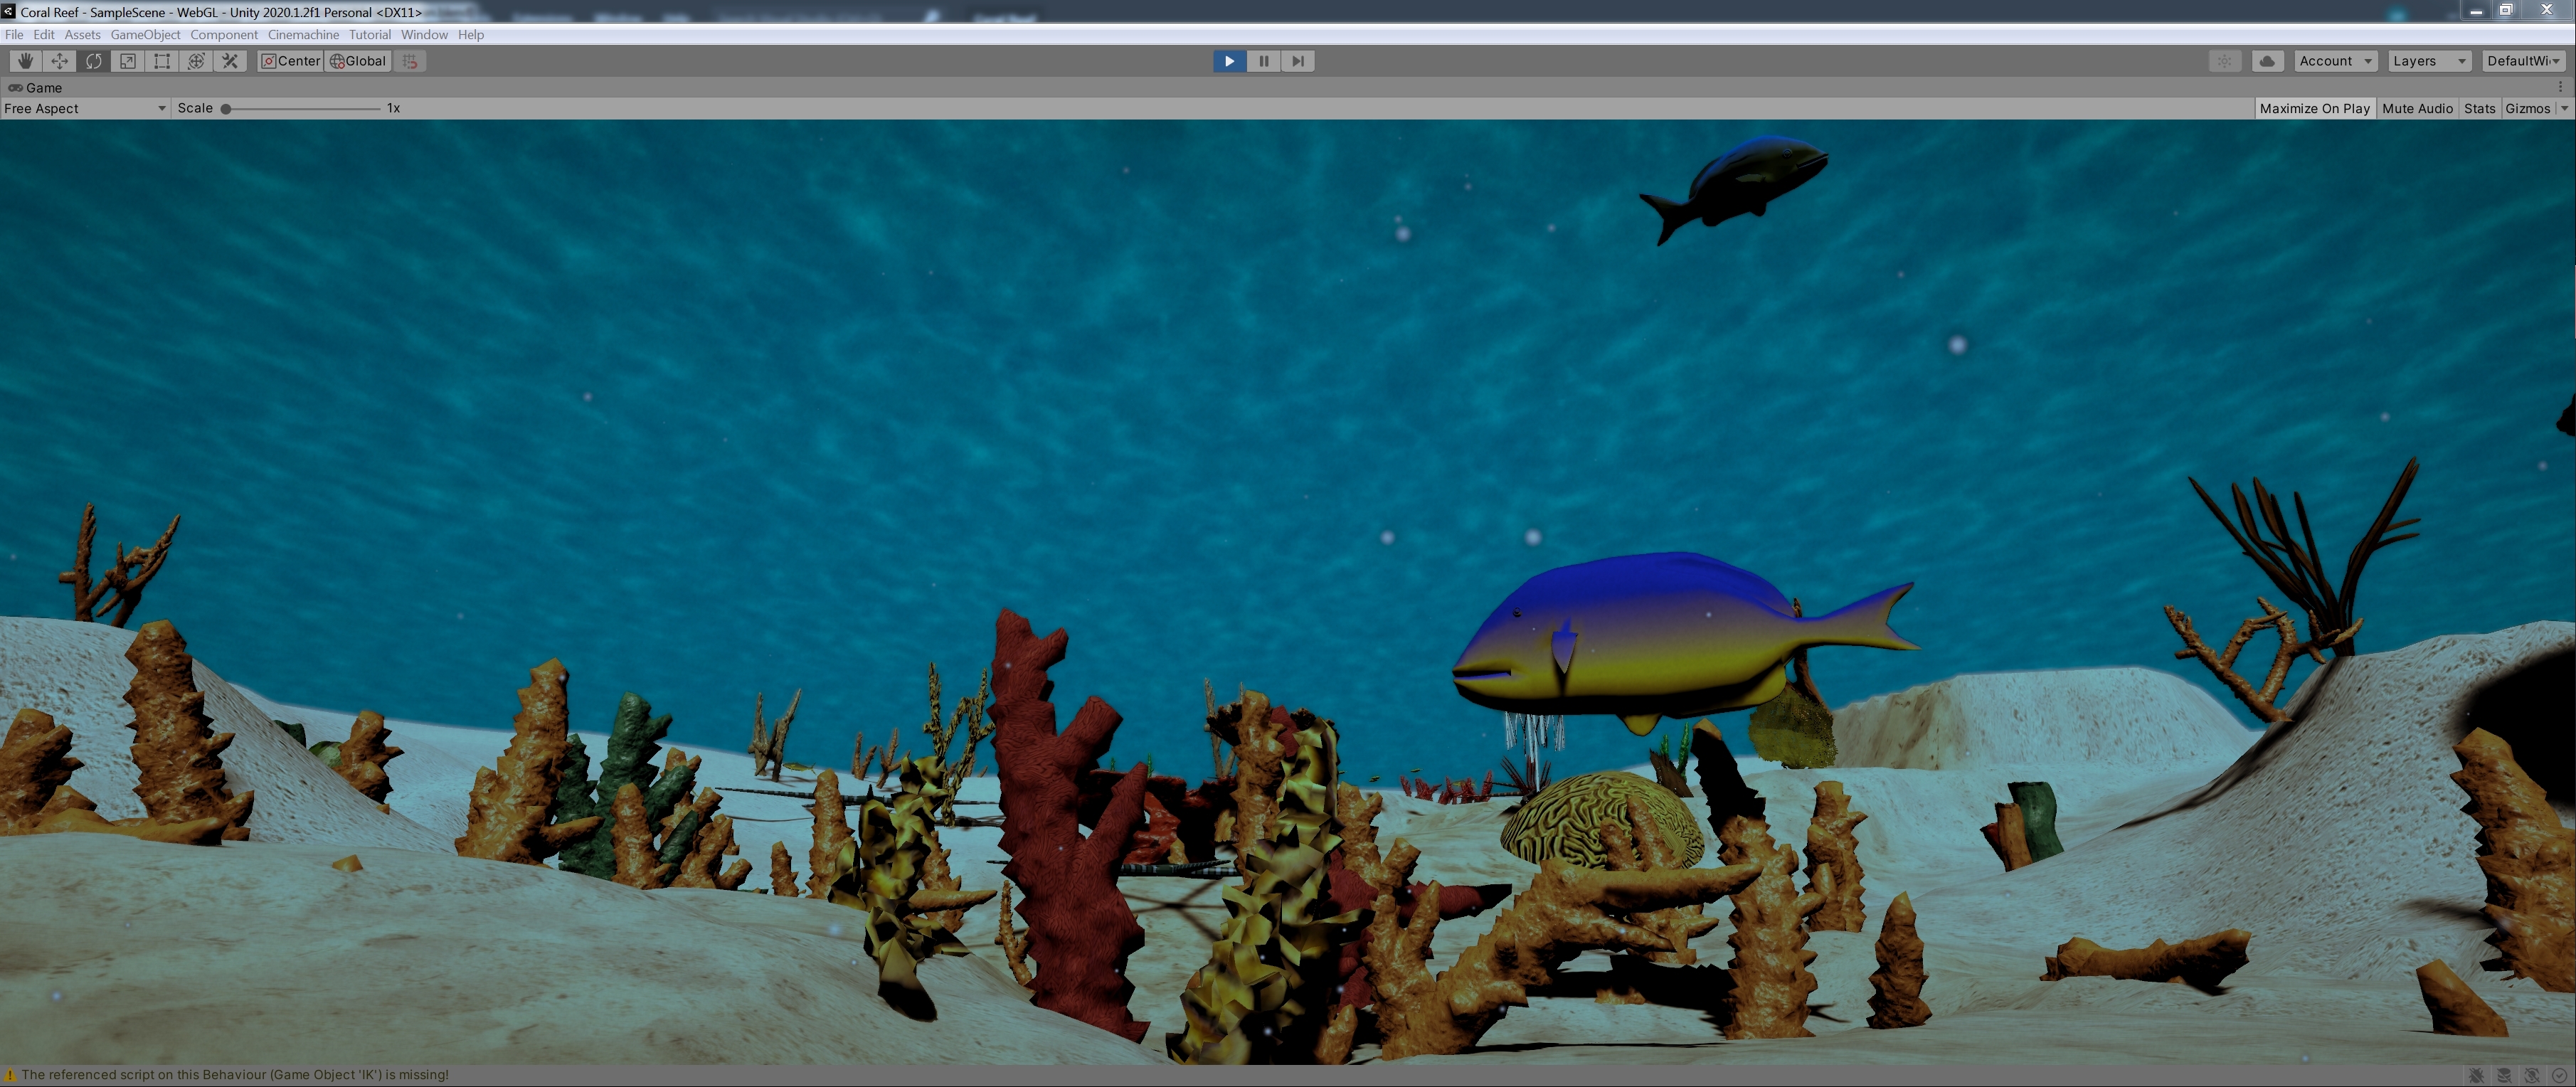 Coral Reef - SampleScene - WebGL - Unity 2020.1.2f1 Personal <DX11>
File Edit Assets GameObject Component Cinemachine Tutorial Window Help
Center Global Account Layers DefaultWi
Game
Free Aspect Scale 1x Maximize On Play Mute Audio Stats Gizmos
The referenced script on this Behaviour (Game Object 'IK') is missing!